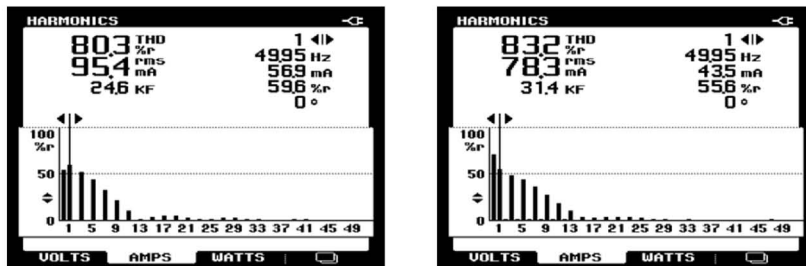 HARMONICS
80,3 THD %r
95,4 rms mA
24,6 KF
1
49,95 Hz
56,9 mA
59,6 %r
0 °
100
%r
50
0
1 5 9 13 17 21 25 29 33 37 41 45 49
VOLTS AMPS WATTS
HARMONICS
83,2 THD %r
78,3 rms mA
31,4 KF
1
49,95 Hz
43,5 mA
55,6 %r
0 °
100
%r
50
0
1 5 9 13 17 21 25 29 33 37 41 45 49
VOLTS AMPS WATTS